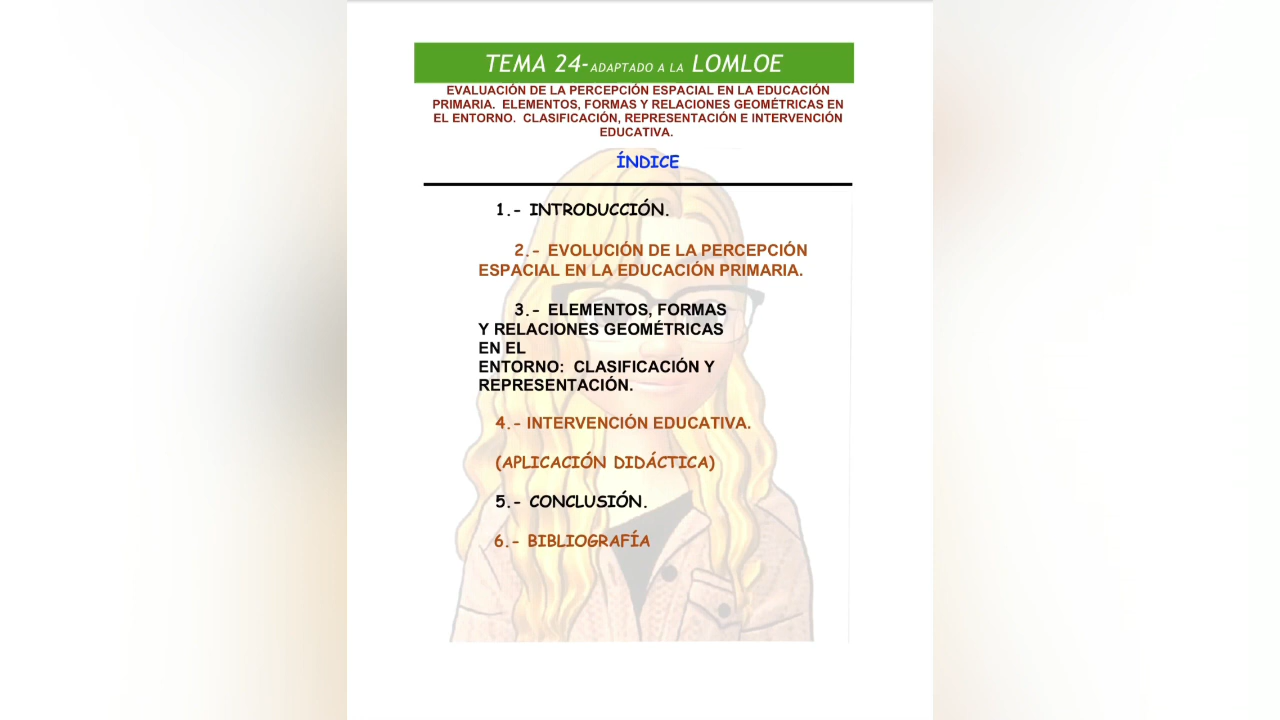 TEMA 24-ADAPTADO A LA LOMLOE
EVALUACIÓN DE LA PERCEPCIÓN ESPACIAL EN LA EDUCACIÓN
PRIMARIA. ELEMENTOS, FORMAS Y RELACIONES GEOMÉTRICAS EN
EL ENTORNO. CLASIFICACIÓN, REPRESENTACIÓN E INTERVENCIÓN
EDUCATIVA.
ÍNDICE
1.- INTRODUCCIÓN.
2.- EVOLUCIÓN DE LA PERCEPCIÓN
ESPACIAL EN LA EDUCACIÓN PRIMARIA.
3.- ELEMENTOS, FORMAS
Y RELACIONES GEOMÉTRICAS
EN EL
ENTORNO: CLASIFICACIÓN Y
REPRESENTACIÓN.
4.- INTERVENCIÓN EDUCATIVA.
(APLICACIÓN DIDÁCTICA)
5.- CONCLUSIÓN.
6.- BIBLIOGRAFÍA